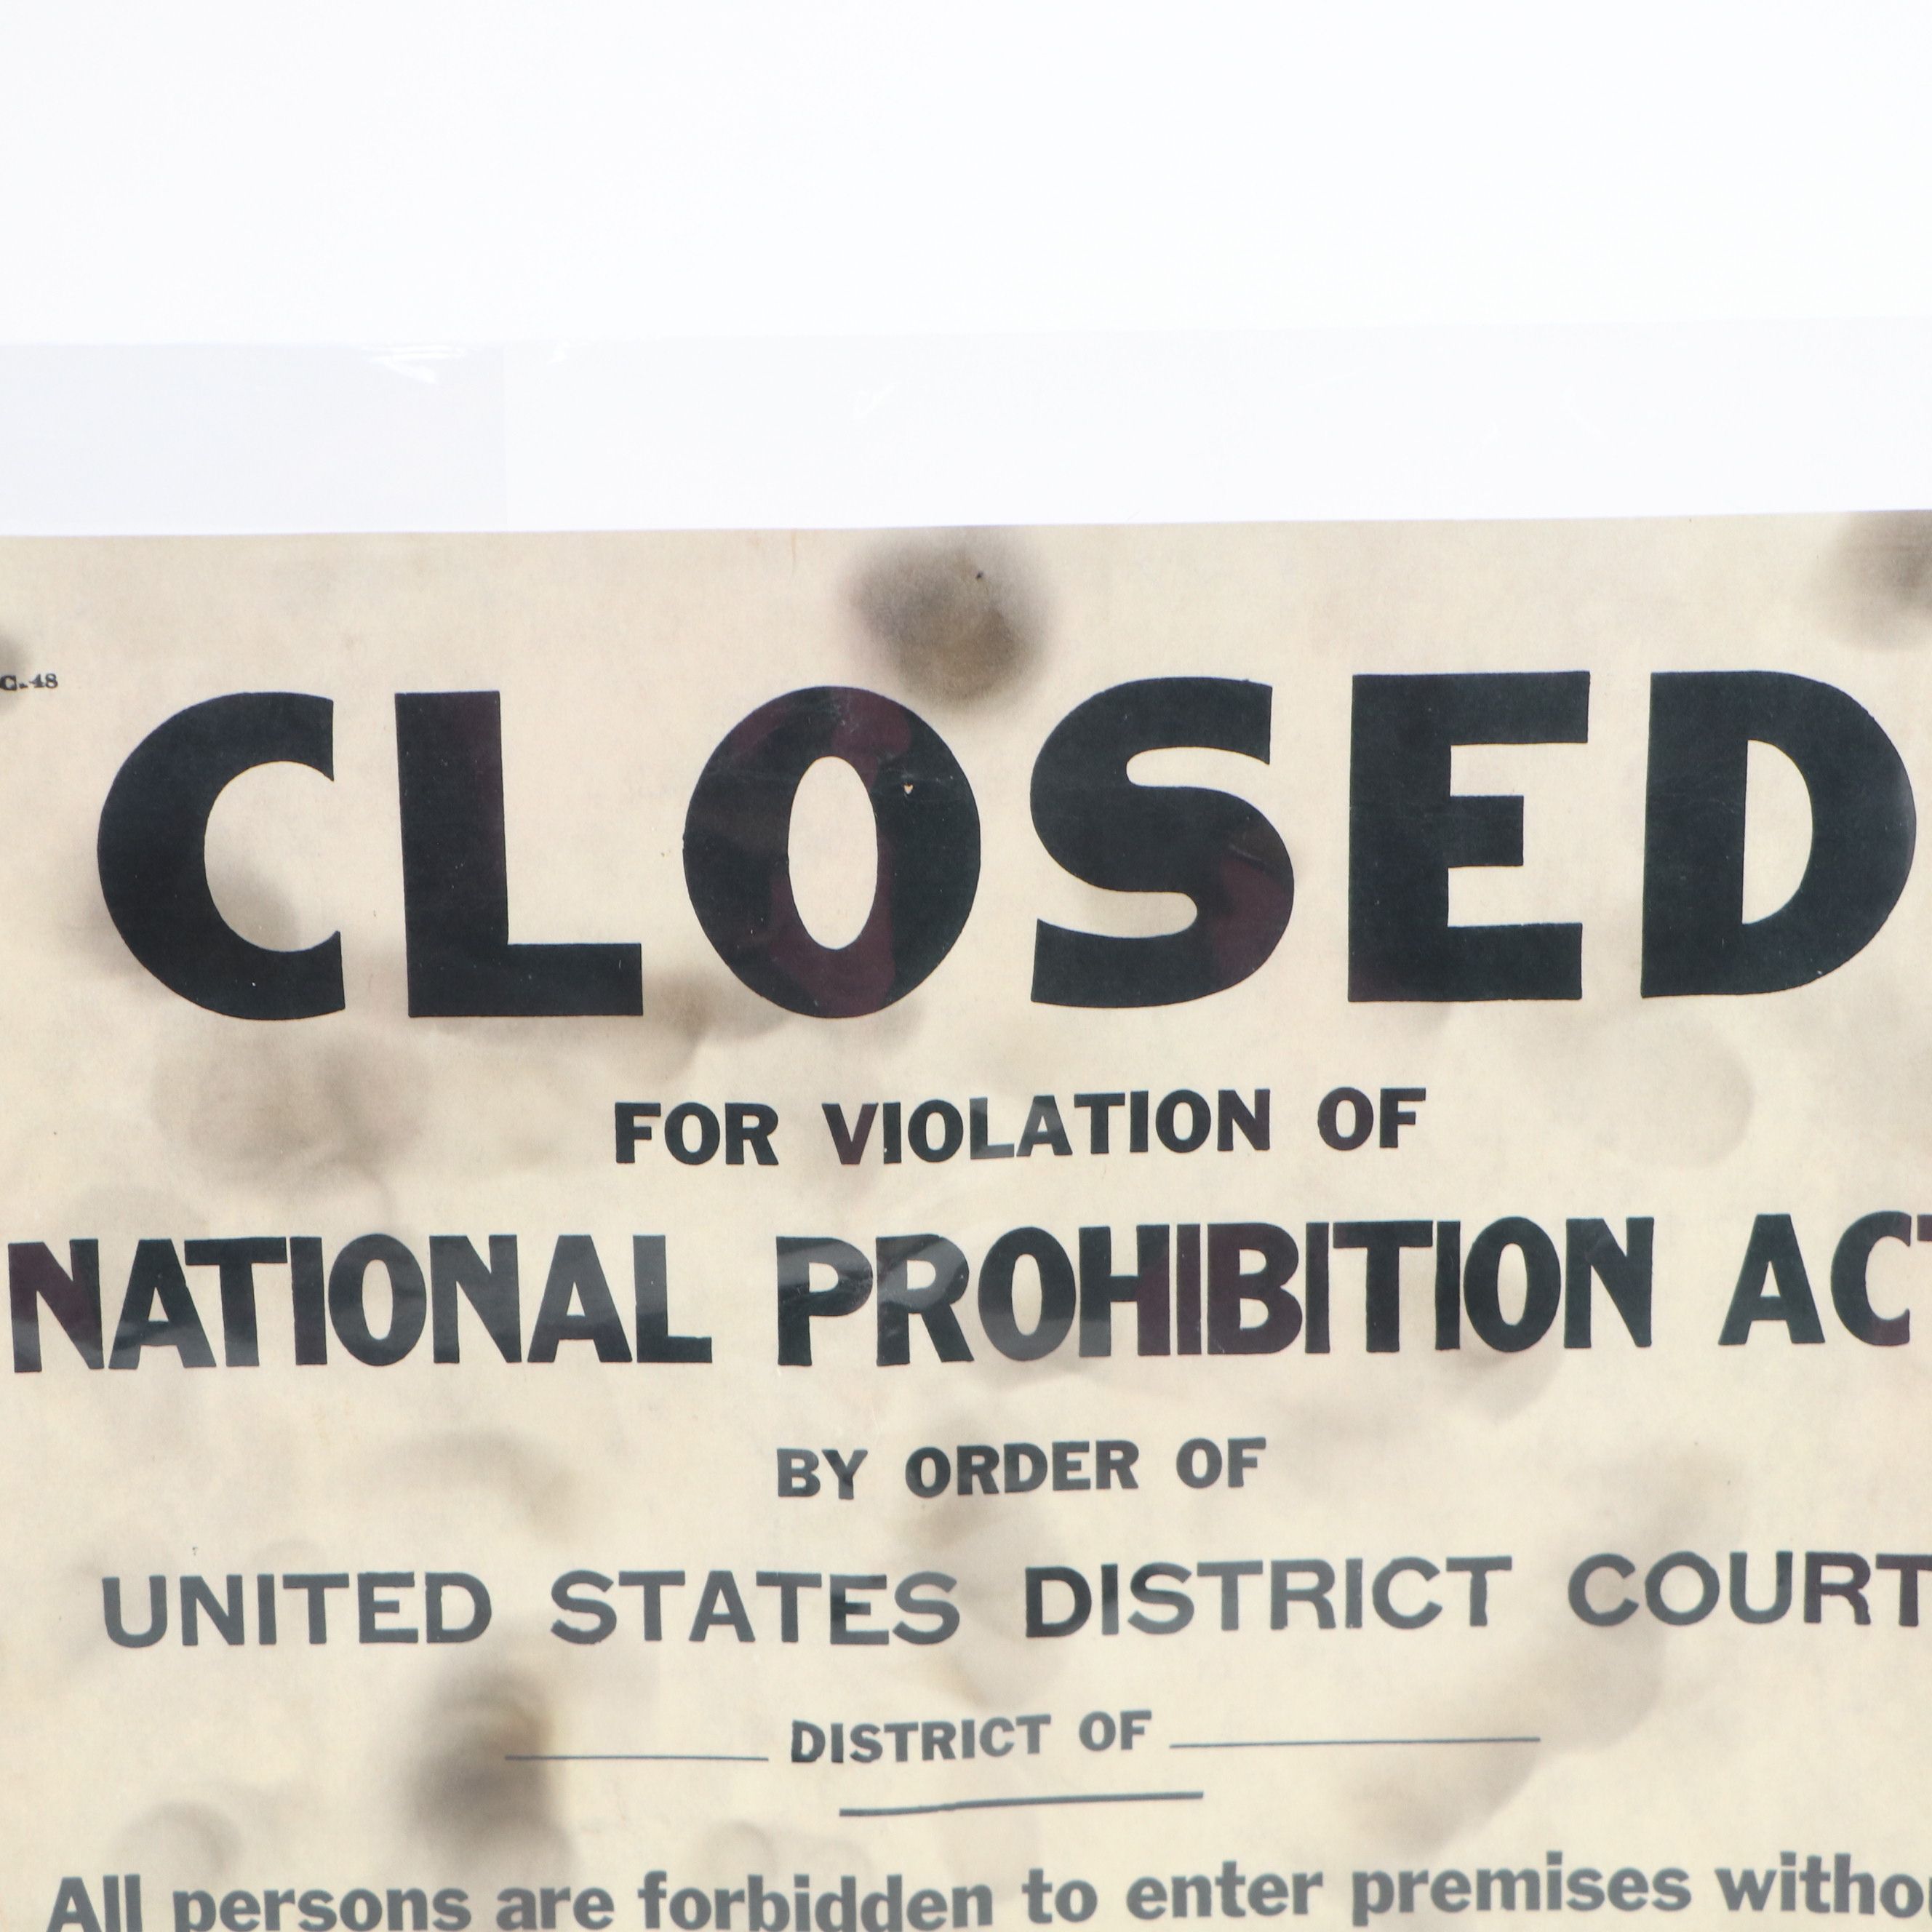 C.-48
CLOSED
FOR VIOLATION OF
NATIONAL PROHIBITION ACT
BY ORDER OF
UNITED STATES DISTRICT COURT
DISTRICT OF
All persons are forbidden to enter premises